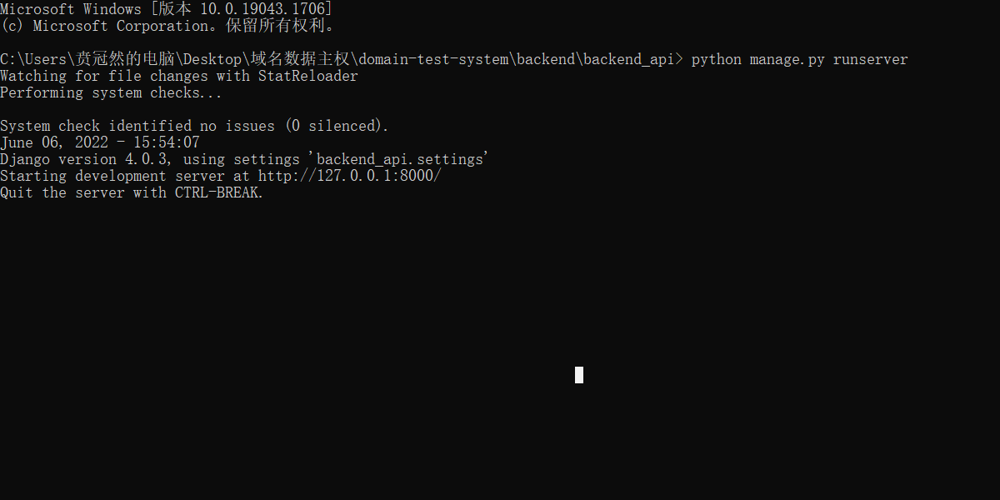 Microsoft Windows [版本 10.0.19043.1706]
(c) Microsoft Corporation。保留所有权利。
C:\Users\贲冠然的电脑\Desktop\域名数据主权\domain-test-system\backend\backend_api> python manage.py runserver
Watching for file changes with StatReloader
Performing system checks...
System check identified no issues (0 silenced).
June 06, 2022 - 15:54:07
Django version 4.0.3, using settings 'backend_api.settings'
Starting development server at http://127.0.0.1:8000/
Quit the server with CTRL-BREAK.